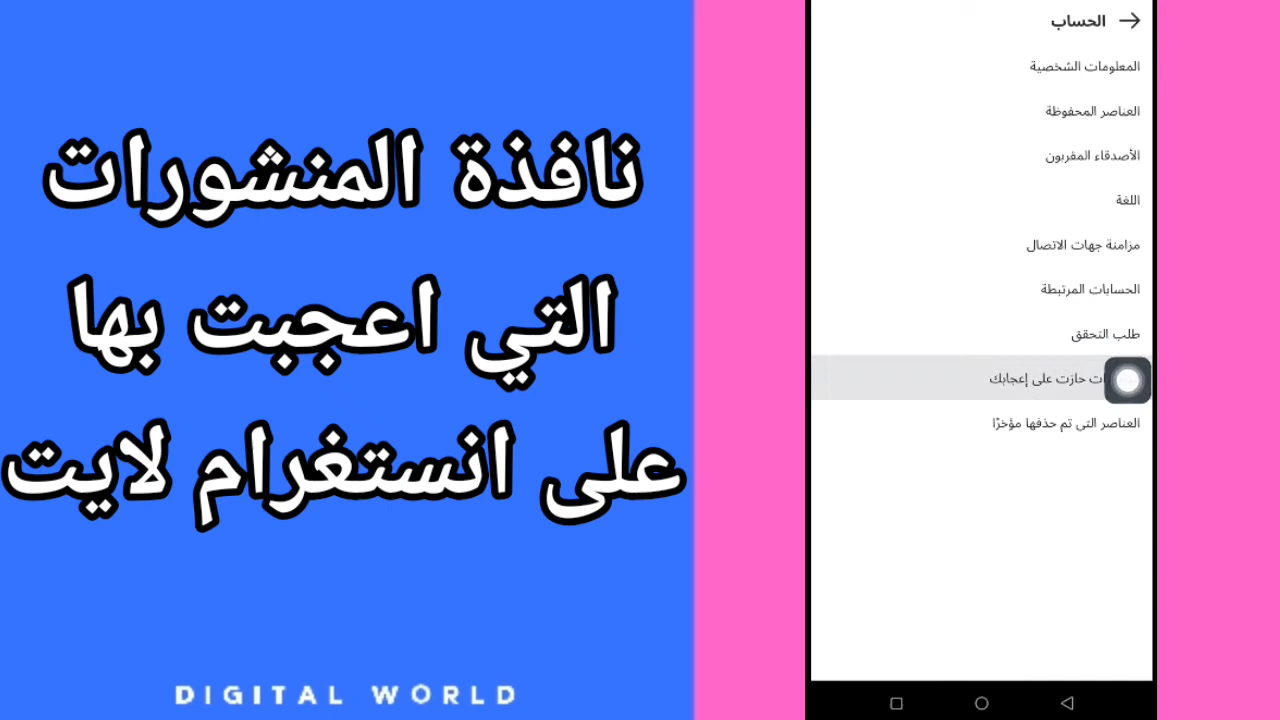 نافذة المنشورات
التي اعجبت بها
على انستغرام لايت
DIGITAL WORLD
الحساب
المعلومات الشخصية
العناصر المحفوظة
الأصدقاء المقربون
اللغة
مزامنة جهات الاتصال
الحسابات المرتبطة
طلب التحقق
حازت على إعجابك
العناصر التي تم حذفها مؤخرًا